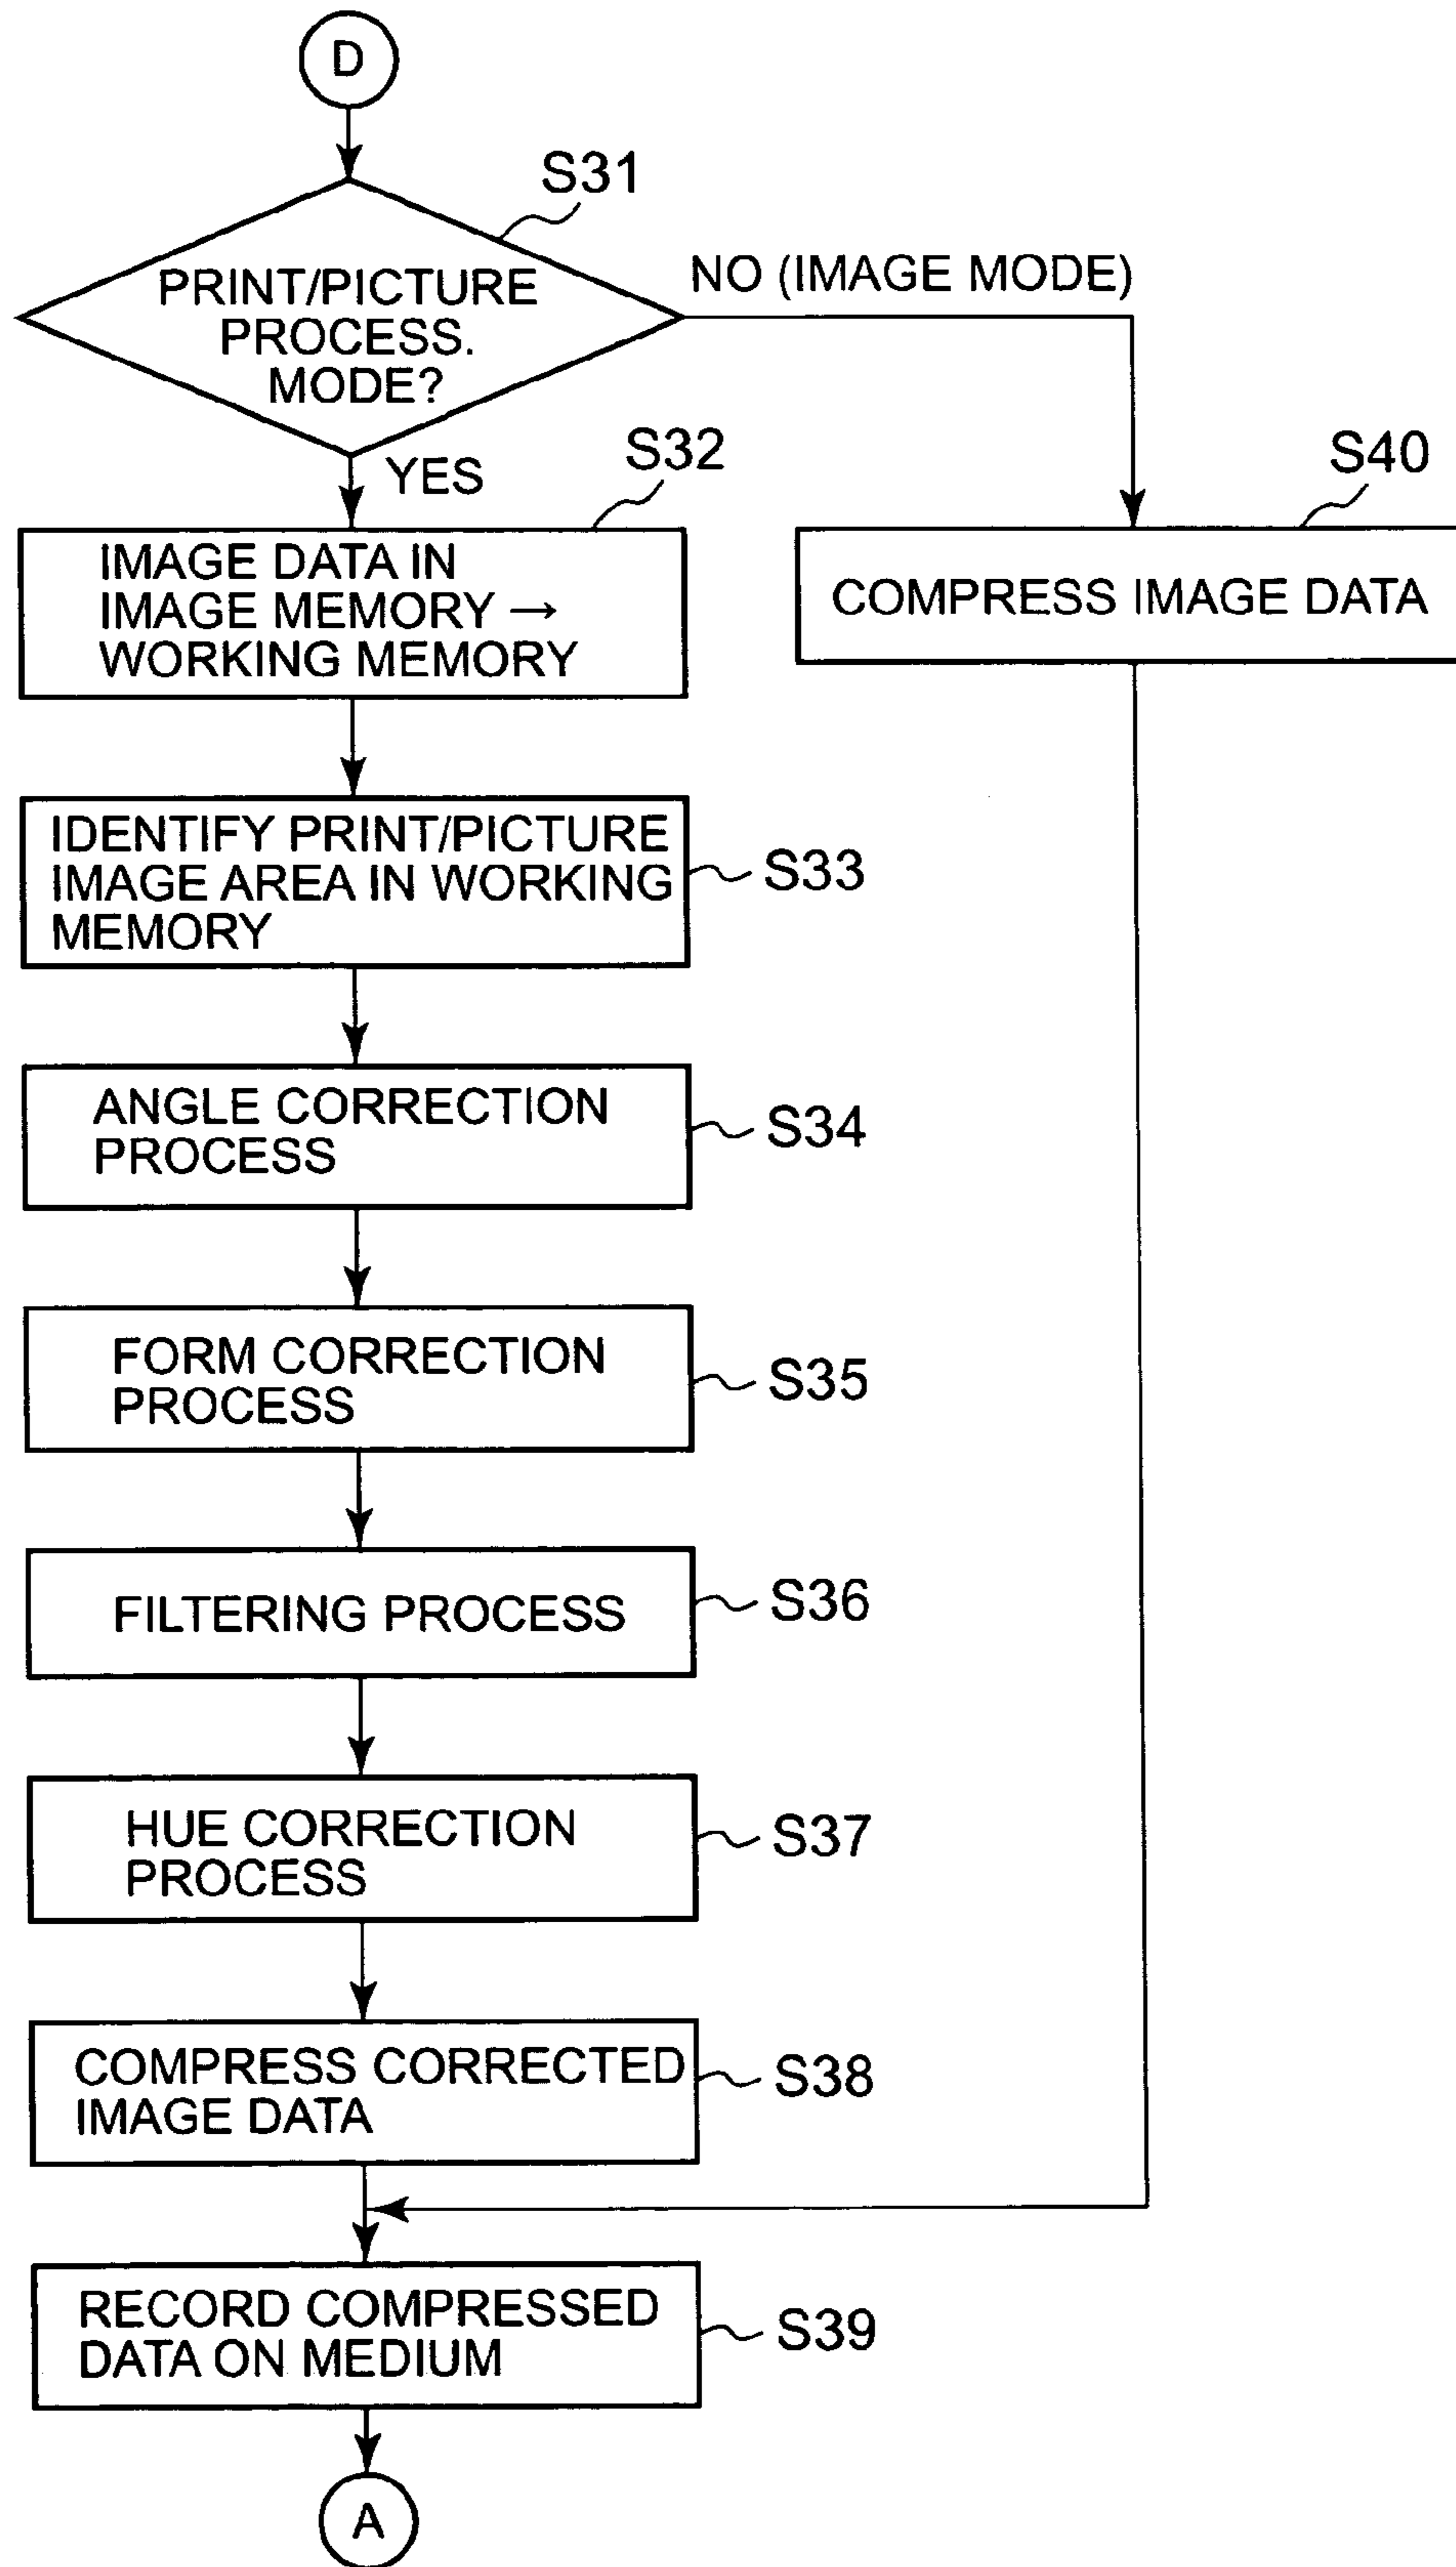 D
S31
PRINT/PICTURE
PROCESS.
MODE?
NO (IMAGE MODE)
YES
S32
IMAGE DATA IN
IMAGE MEMORY →
WORKING MEMORY
S40
COMPRESS IMAGE DATA
IDENTIFY PRINT/PICTURE
IMAGE AREA IN WORKING
MEMORY
S33
ANGLE CORRECTION
PROCESS
S34
FORM CORRECTION
PROCESS
S35
FILTERING PROCESS
S36
HUE CORRECTION
PROCESS
S37
COMPRESS CORRECTED
IMAGE DATA
S38
RECORD COMPRESSED
DATA ON MEDIUM
S39
A